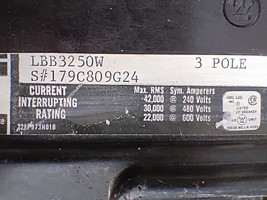 LBB3250W 3 POLE
S#179C809G24
CURRENT INTERRUPTING RATING
MAX. RMS Sym. Amperes
42,000 @ 240 Volts
30,000 @ 480 Volts
22,000 @ 600 Volts